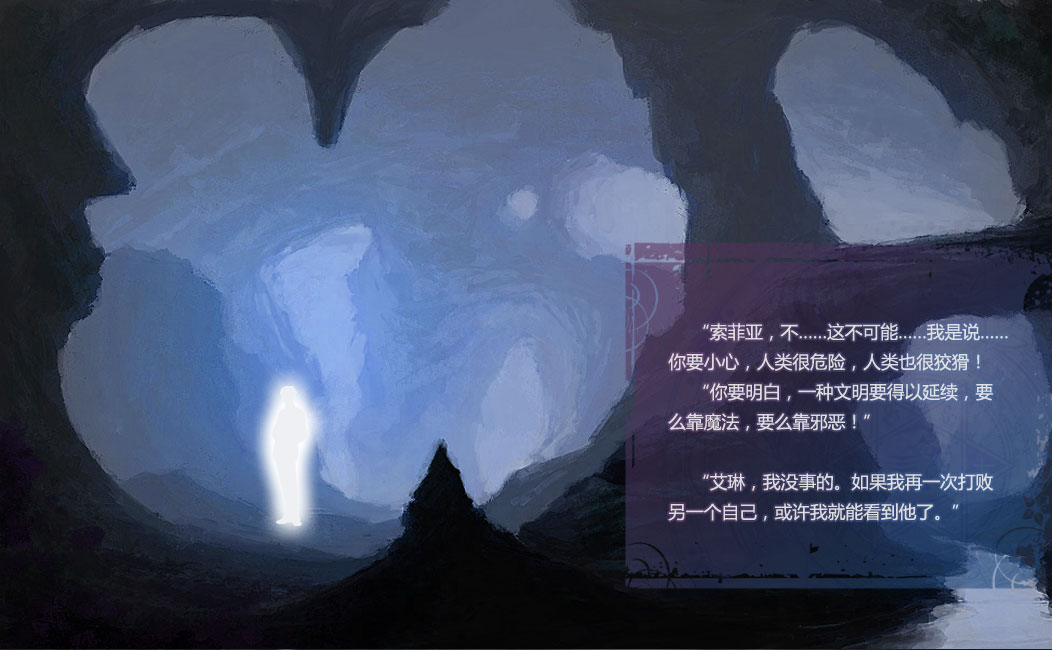 “索菲亚，不……这不可能……我是说……
你要小心，人类很危险，人类也很狡猾！
“你要明白，一种文明要得以延续，要
么靠魔法，要么靠邪恶！”
“艾琳，我没事的。如果我再一次打败
另一个自己，或许我就能看到他了。”